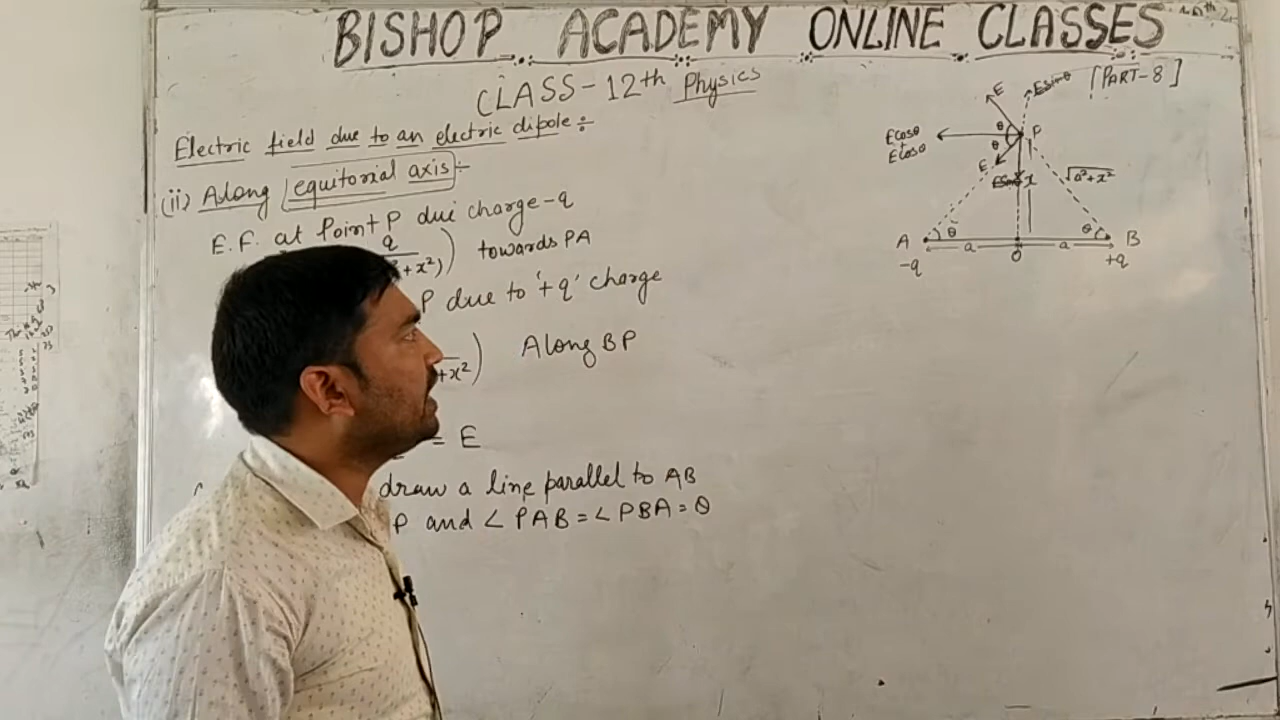 BISHOP ACADEMY ONLINE CLASSES
CLASS-12th Physics
[PART-8]
Electric field due to an electric dipole÷
(ii) Along equitorial axis÷
E.F. at Point P due charge -q
q
+x²) towards PA
P due to '+q' charge
+x²) Along BP
= E
draw a line parallel to AB
P and ∠PAB = ∠PBA = θ
E
Esinθ
Ecosθ
+
Ecosθ
θ
P
θ
E
Esinθ
x
√a²+x²
A
θ
θ
B
a
a
-q
O
+q